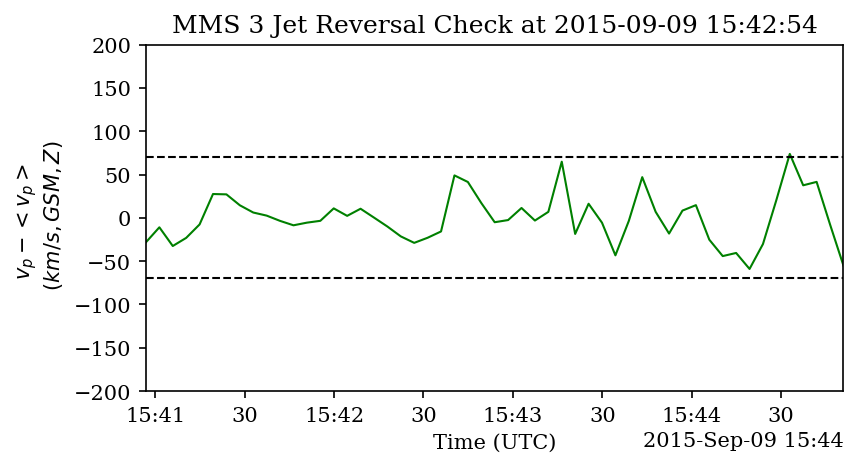 MMS 3 Jet Reversal Check at 2015-09-09 15:42:54
200
150
100
50
0
−50
−100
−150
−200
v_p − < v_p >
(km/s, GSM, Z)
15:41 30 15:42 30 15:43 30 15:44 30
Time (UTC) 2015-Sep-09 15:44